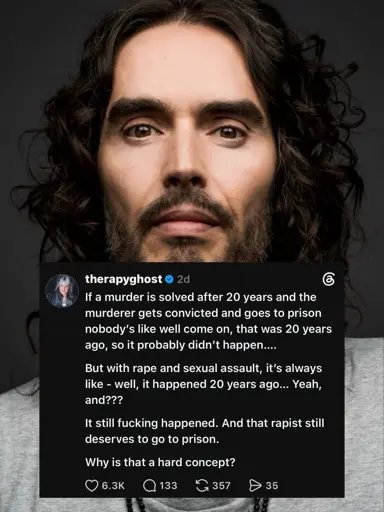 therapyghost 2d
If a murder is solved after 20 years and the
murderer gets convicted and goes to prison
nobody's like well come on, that was 20 years
ago, so it probably didn't happen....
But with rape and sexual assault, it's always
like - well, it happened 20 years ago... Yeah,
and???
It still fucking happened. And that rapist still
deserves to go to prison.
Why is that a hard concept?
6.3K 133 357 35